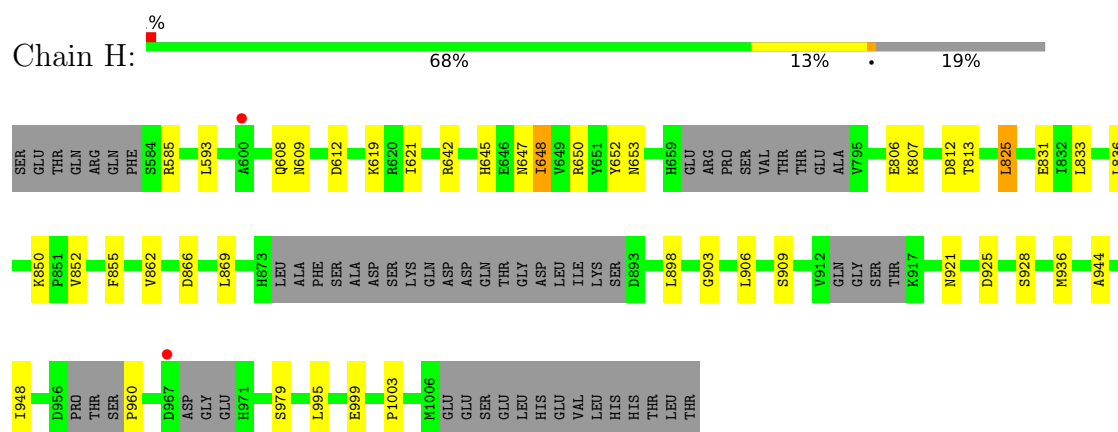 .%
Chain H:
68% 13% • 19%
SER GLU THR GLN ARG GLN PHE S584 R585 L593 A600 Q608 N609 D612 K619 R620 I621 R642 H645 E646 N647 I648 V649 R650 Y651 Y652 N653 H659 GLU ARG PRO SER VAL THR THR GLU ALA V795 E806 K807 D812 T813 L825 E831 I832 L833 L836
K850 P851 V852 F855 V862 D866 L869 H873 LEU ALA PHE SER ALA ASP SER LYS GLN ASP ASP GLN THR GLY ASP LEU ILE LYS SER D893 L898 G903 L906 S909 V912 GLN GLY SER THR K917 N921 D925 S928 M936 A944
I948 D956 PRO THR SER P960 D967 ASP GLY GLU H971 S979 L995 E999 P1003 M1006 GLU GLU SER GLU LEU HIS GLU VAL LEU HIS HIS THR LEU THR